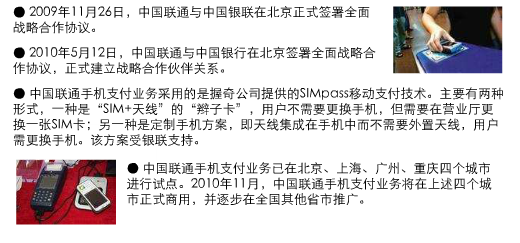 ● 2009年11月26日，中国联通与中国银联在北京正式签署全面
战略合作协议。
● 2010年5月12日，中国联通与中国银行在北京签署全面战略合
作协议，正式建立战略合作伙伴关系。
● 中国联通手机支付业务采用的是握奇公司提供的SIMpass移动支付技术。主要有两种
形式，一种是“SIM+天线”的“辫子卡”，用户不需要更换手机，但需要在营业厅更
换一张SIM卡；另一种是定制手机方案，即天线集成在手机中而不需要外置天线，用户
需更换手机。该方案受银联支持。
● 中国联通手机支付业务已在北京、上海、广州、重庆四个城市
进行试点。2010年11月，中国联通手机支付业务将在上述四个城
市正式商用，并逐步在全国其他省市推广。